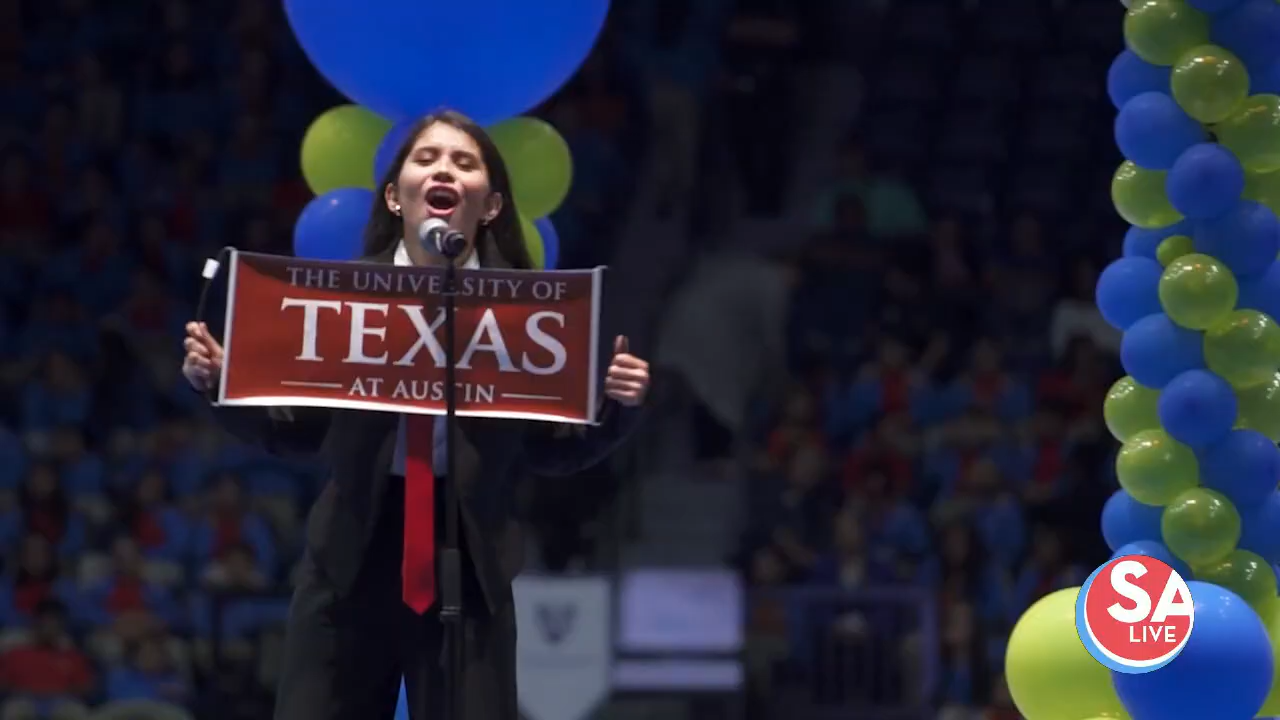 THE UNIVERSITY OF
TEXAS
AT AUSTIN
SA
LIVE